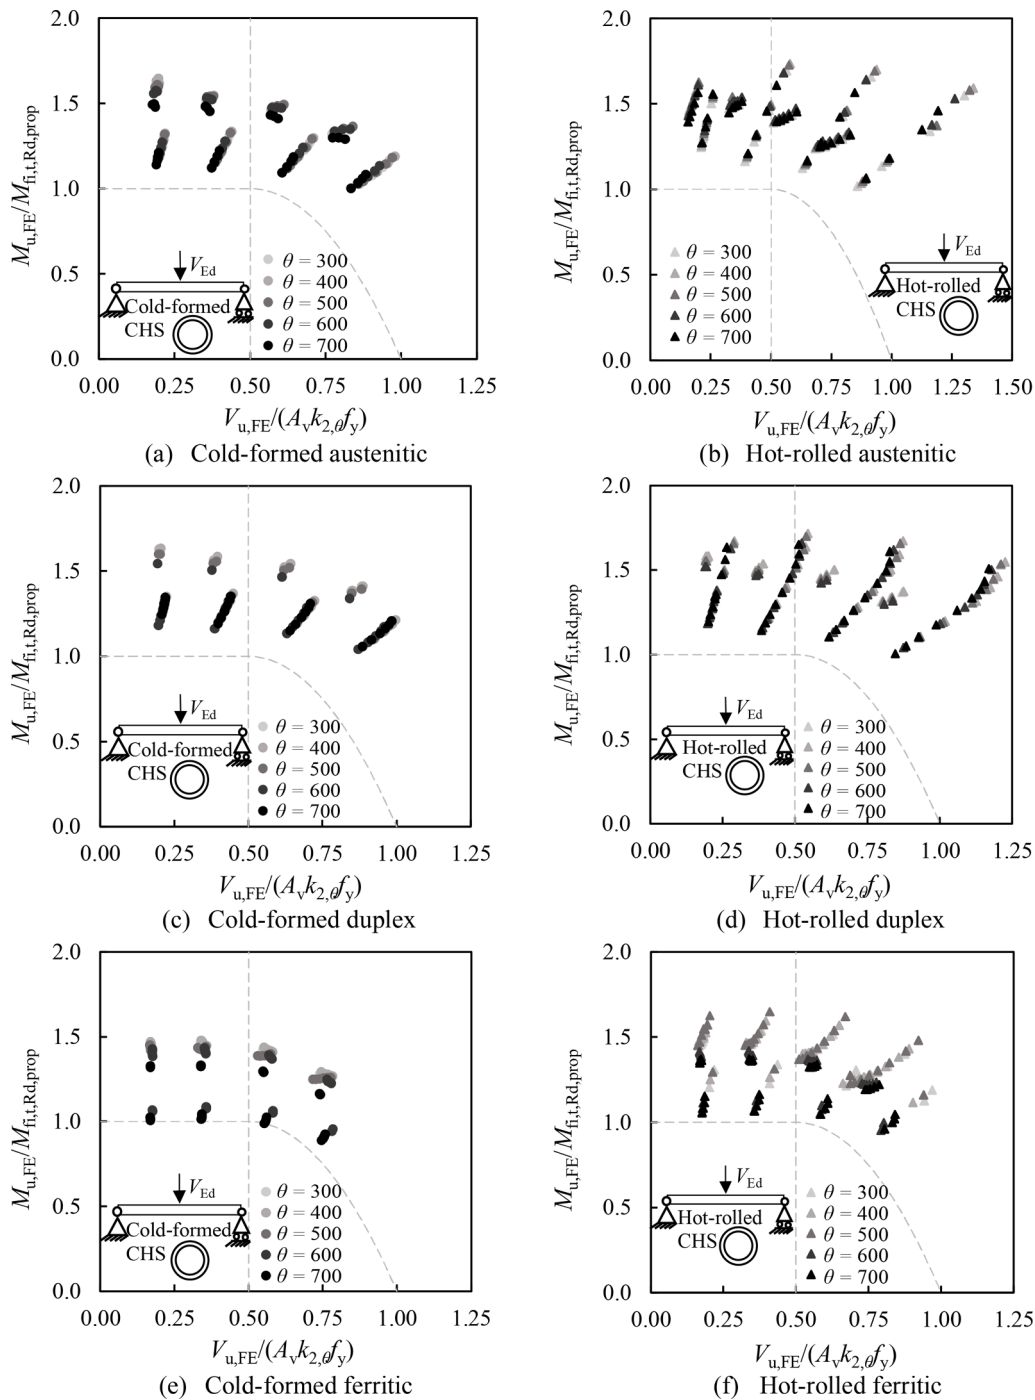 2.0
1.5
1.0
0.5
0.0
M_u,FE/M_fi,t,Rd,prop
V_Ed
Cold-formed
CHS
θ = 300
θ = 400
θ = 500
θ = 600
θ = 700
0.00 0.25 0.50 0.75 1.00 1.25
V_u,FE/(A_v k_2,θ f_y)
(a) Cold-formed austenitic
2.0
1.5
1.0
0.5
0.0
M_u,FE/M_fi,t,Rd,prop
θ = 300
θ = 400
θ = 500
θ = 600
θ = 700
V_Ed
Hot-rolled
CHS
0.00 0.25 0.50 0.75 1.00 1.25 1.50
V_u,FE/(A_v k_2,θ f_y)
(b) Hot-rolled austenitic
2.0
1.5
1.0
0.5
0.0
M_u,FE/M_fi,t,Rd,prop
V_Ed
Cold-formed
CHS
θ = 300
θ = 400
θ = 500
θ = 600
θ = 700
0.00 0.25 0.50 0.75 1.00 1.25
V_u,FE/(A_v k_2,θ f_y)
(c) Cold-formed duplex
2.0
1.5
1.0
0.5
0.0
M_u,FE/M_fi,t,Rd,prop
V_Ed
Hot-rolled
CHS
θ = 300
θ = 400
θ = 500
θ = 600
θ = 700
0.00 0.25 0.50 0.75 1.00 1.25
V_u,FE/(A_v k_2,θ f_y)
(d) Hot-rolled duplex
2.0
1.5
1.0
0.5
0.0
M_u,FE/M_fi,t,Rd,prop
V_Ed
Cold-formed
CHS
θ = 300
θ = 400
θ = 500
θ = 600
θ = 700
0.00 0.25 0.50 0.75 1.00 1.25
V_u,FE/(A_v k_2,θ f_y)
(e) Cold-formed ferritic
2.0
1.5
1.0
0.5
0.0
M_u,FE/M_fi,t,Rd,prop
V_Ed
Hot-rolled
CHS
θ = 300
θ = 400
θ = 500
θ = 600
θ = 700
0.00 0.25 0.50 0.75 1.00 1.25
V_u,FE/(A_v k_2,θ f_y)
(f) Hot-rolled ferritic